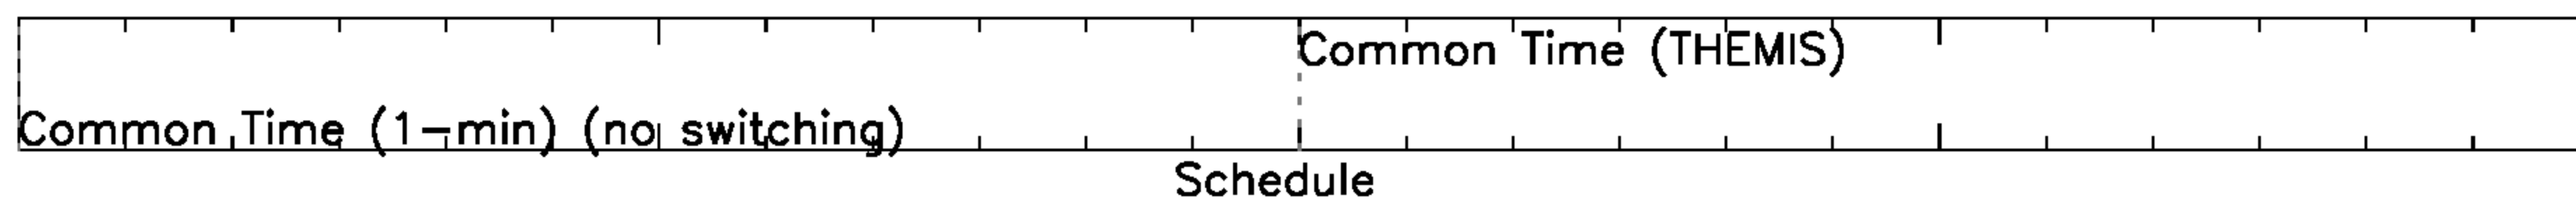 Common Time (THEMIS)
Common Time (1-min) (no switching)
Schedule